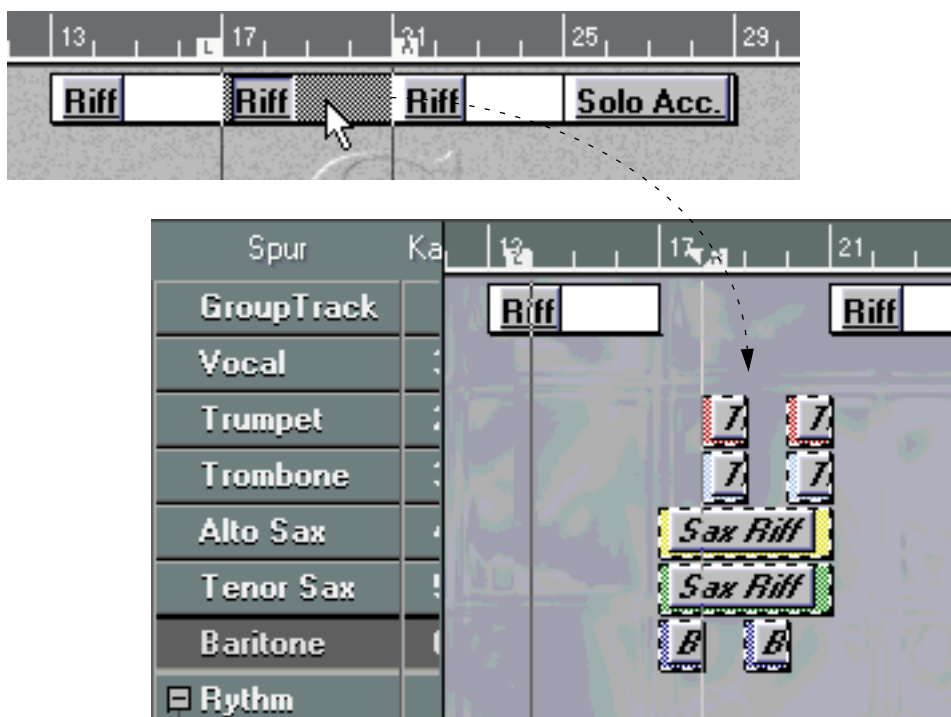 13 17 21 25 29
L
Riff Riff Riff Solo Acc.
Spur Ka 13 17 21
GroupTrack Riff Riff
Vocal
Trumpet
Trombone
Alto Sax Sax Riff
Tenor Sax Sax Riff
Baritone B B
Rythm